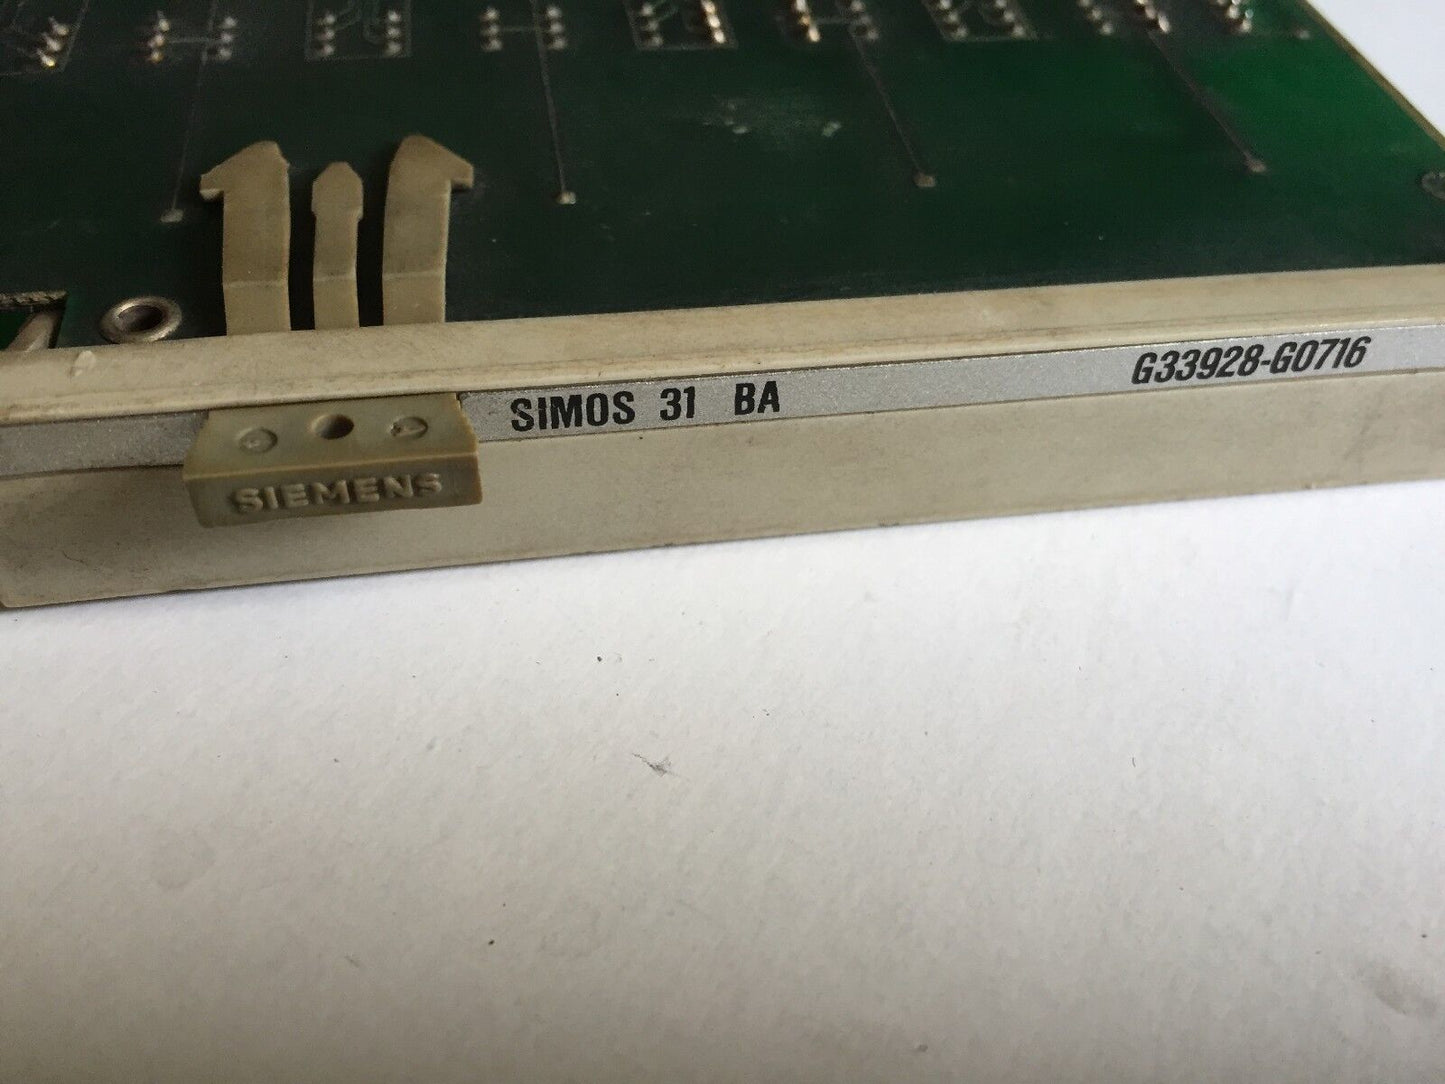 SIMOS 31 BA
G33928-G0716
SIEMENS